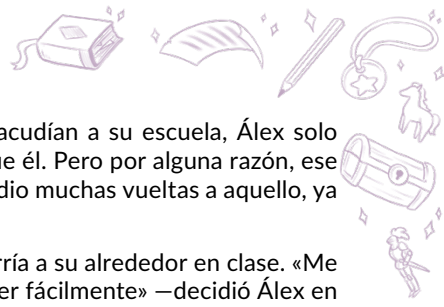 acudían a su escuela, Álex solo
ue él. Pero por alguna razón, ese
dio muchas vueltas a aquello, ya
rría a su alrededor en clase. «Me
er fácilmente» —decidió Álex en